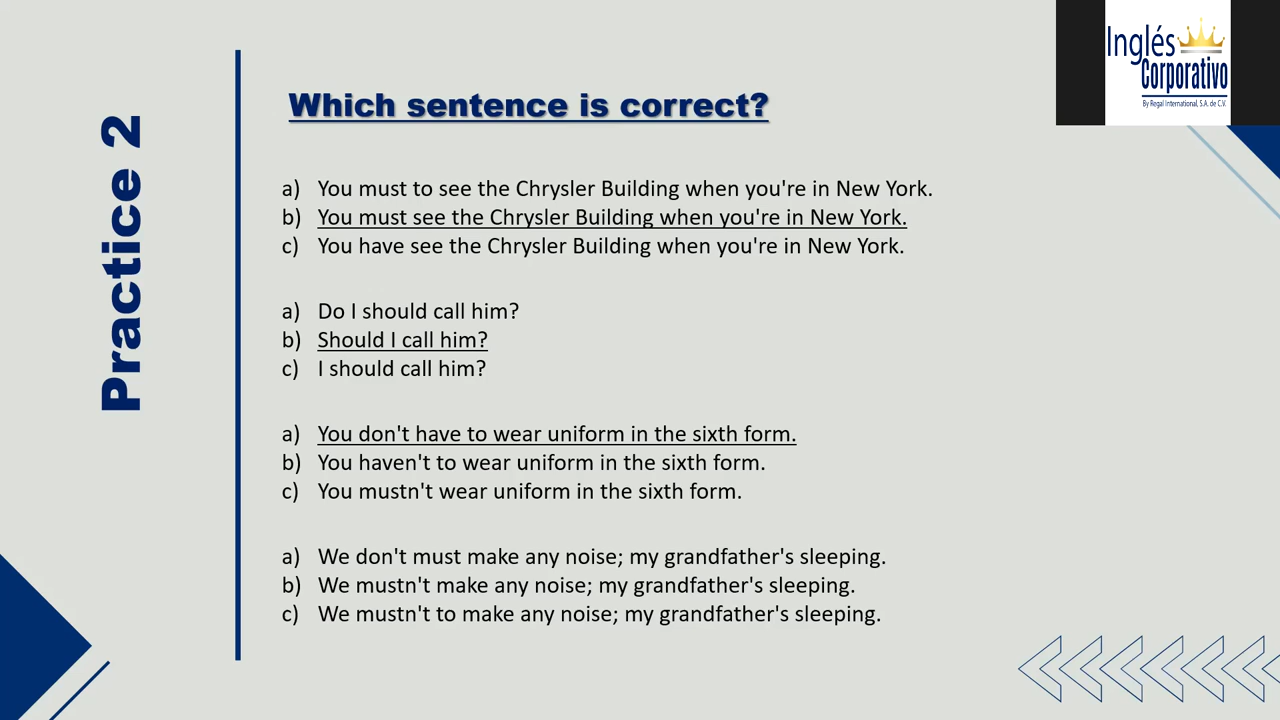 Inglés
Corporativo
By Regal International, S.A. de C.V.
Practice 2
Which sentence is correct?
a) You must to see the Chrysler Building when you're in New York.
b) You must see the Chrysler Building when you're in New York.
c) You have see the Chrysler Building when you're in New York.
a) Do I should call him?
b) Should I call him?
c) I should call him?
a) You don't have to wear uniform in the sixth form.
b) You haven't to wear uniform in the sixth form.
c) You mustn't wear uniform in the sixth form.
a) We don't must make any noise; my grandfather's sleeping.
b) We mustn't make any noise; my grandfather's sleeping.
c) We mustn't to make any noise; my grandfather's sleeping.